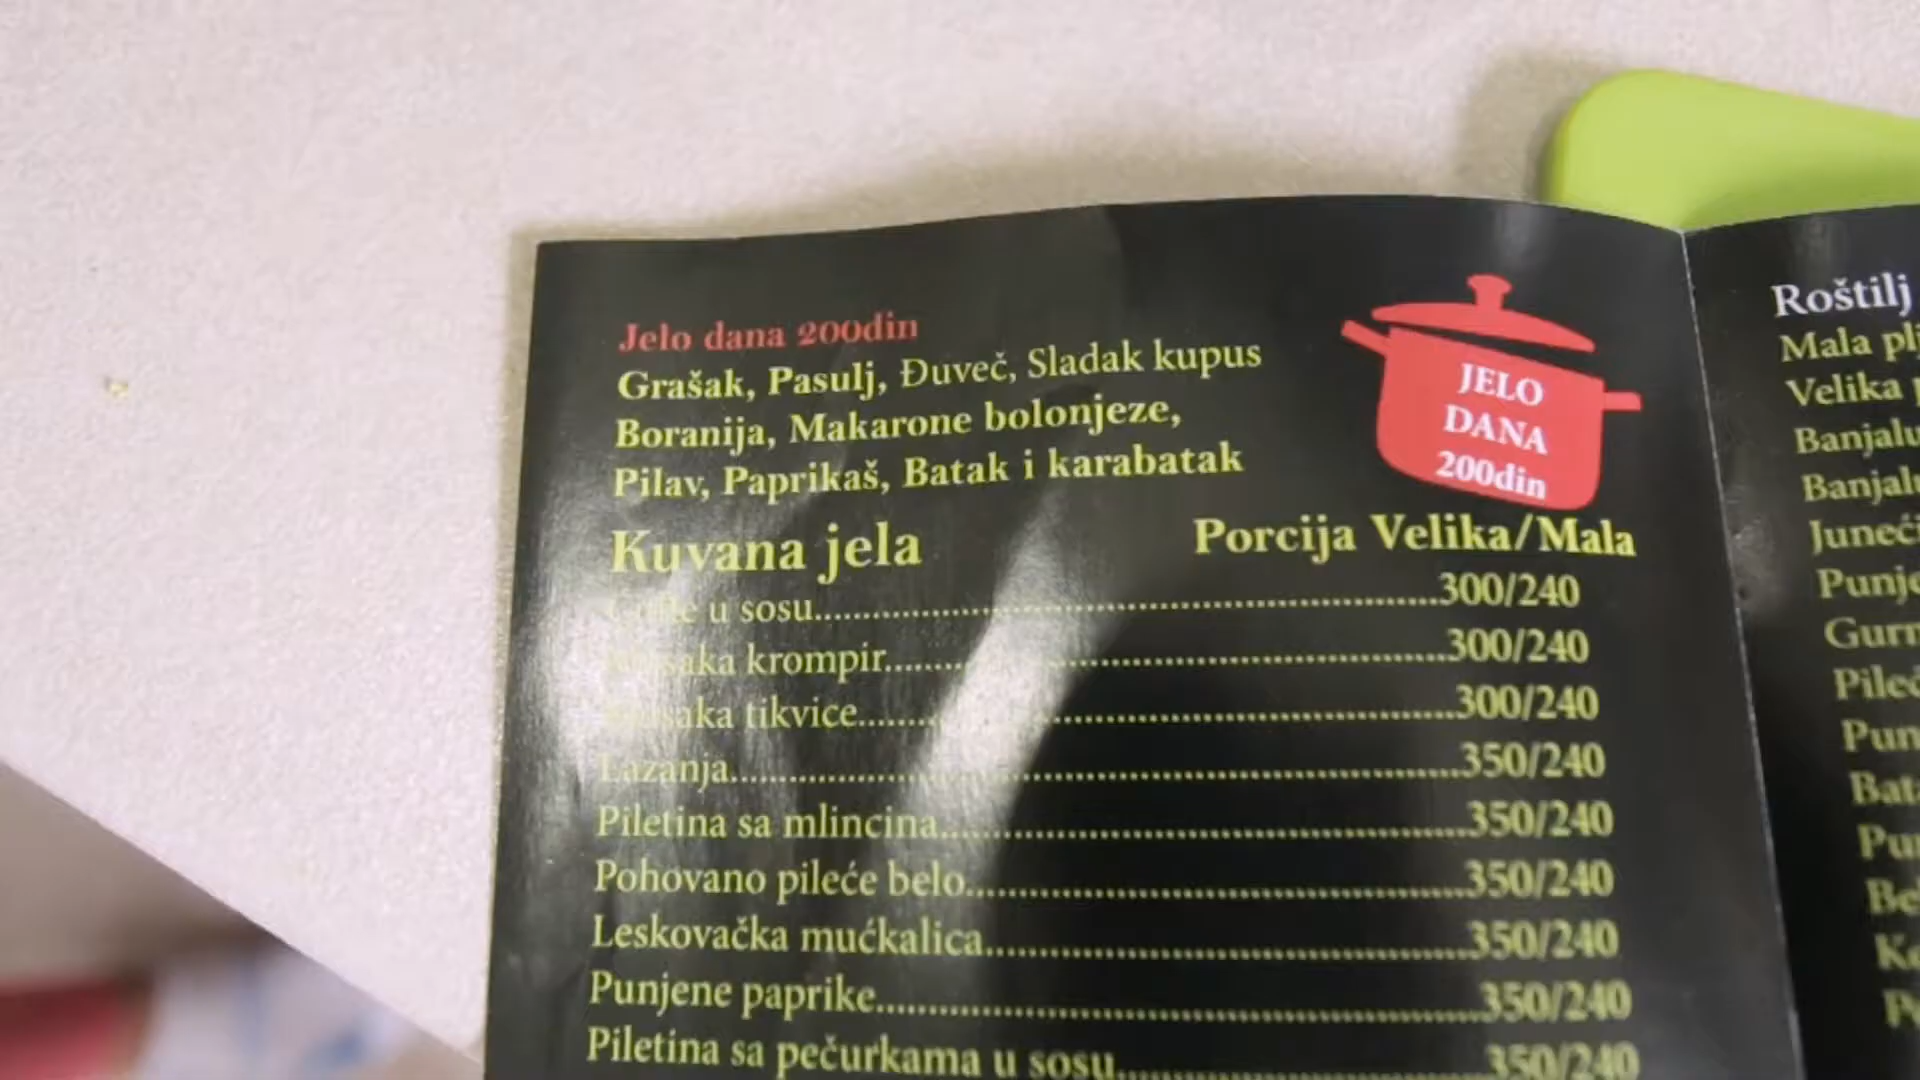 Jelo dana 200din
Grašak, Pasulj, Đuveč, Sladak kupus
Boranija, Makarone bolonjeze,
Pilav, Paprikaš, Batak i karabatak
JELO
DANA
200din
Kuvana jela Porcija Velika/Mala
u sosu 300/240
krompir 300/240
tikvice 300/240
Lazanja 350/240
Piletina sa mlincina 350/240
Pohovano pileće belo 350/240
Leskovačka mućkalica 350/240
Punjene paprike 350/240
Piletina sa pečurkama u sosu 350/240
Roštilj
Mala
Velika